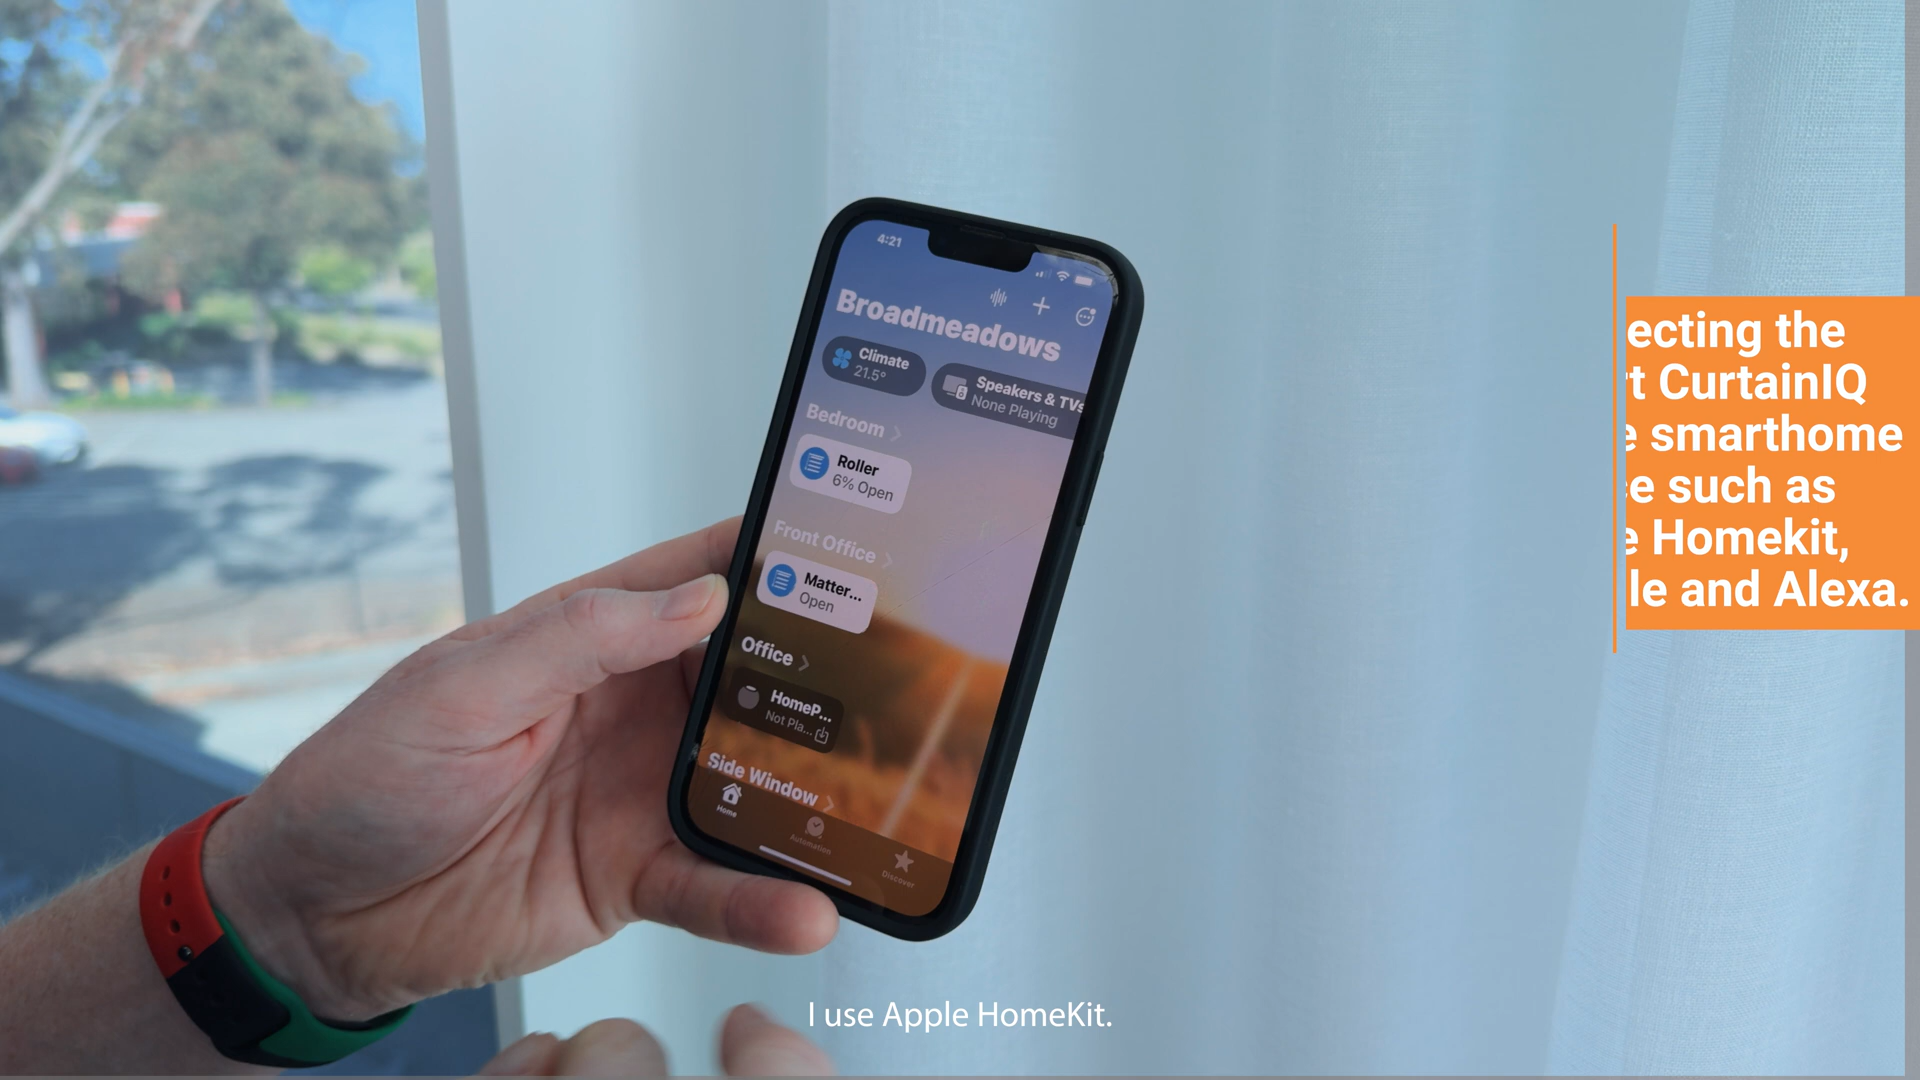 4:21
Broadmeadows
Climate
21.5°
Speakers & TVs
None Playing
Bedroom
Roller
6% Open
Front Office
Matter...
Open
Office
HomeP...
Not Pla...
Side Window
Home
Automation
Discover
ecting the
t CurtainIQ
e smarthome
ce such as
e Homekit,
le and Alexa.
I use Apple HomeKit.